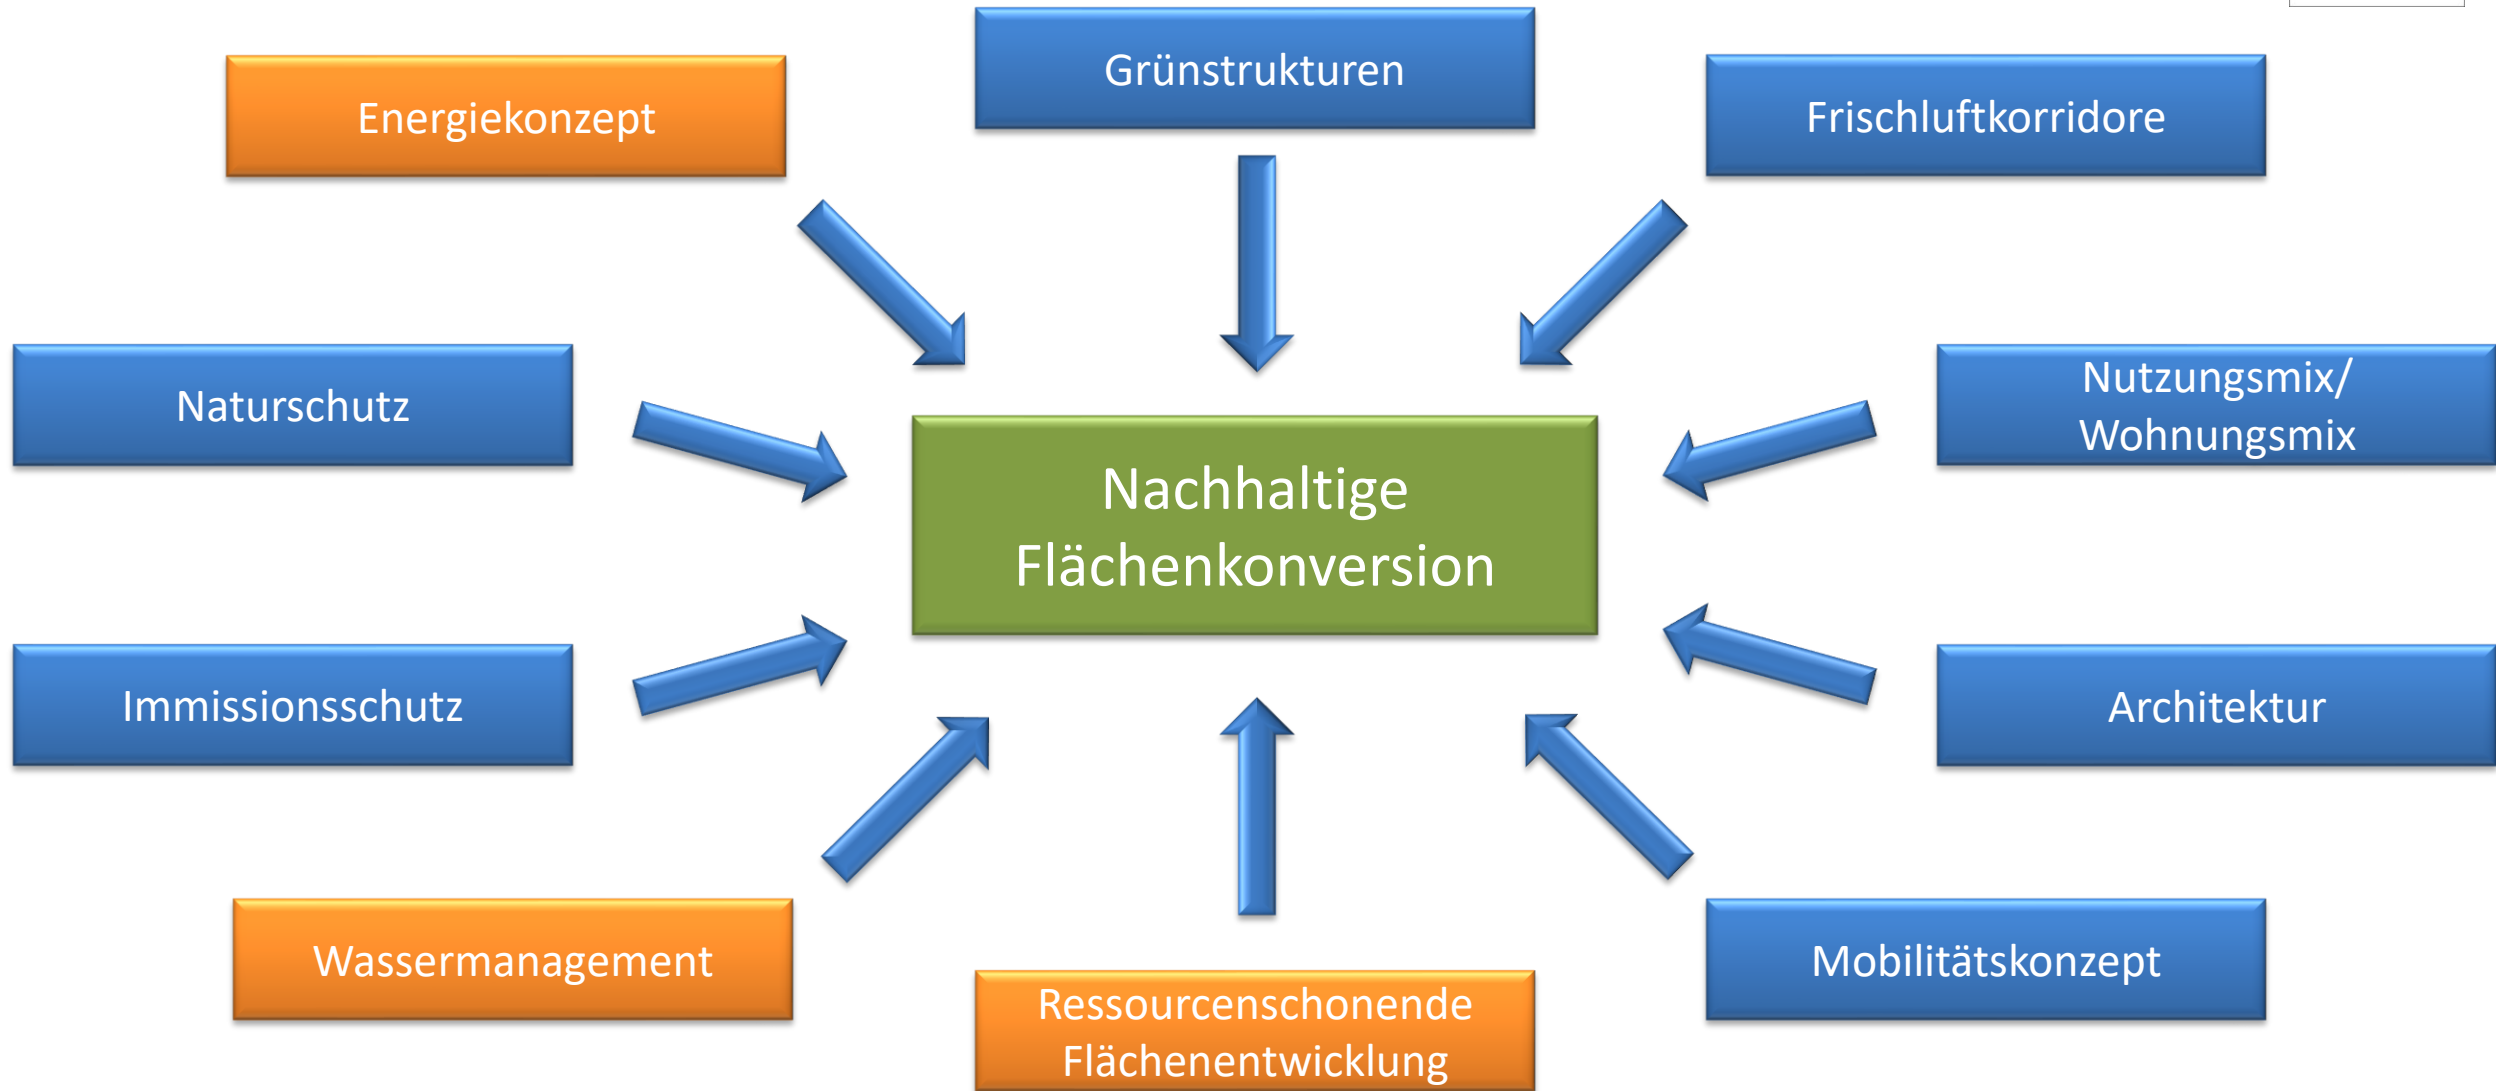 Grünstrukturen
Energiekonzept
Frischluftkorridore
Naturschutz
Nutzungsmix/
Wohnungsmix
Nachhaltige
Flächenkonversion
Immissionsschutz
Architektur
Wassermanagement
Mobilitätskonzept
Ressourcenschonende
Flächenentwicklung